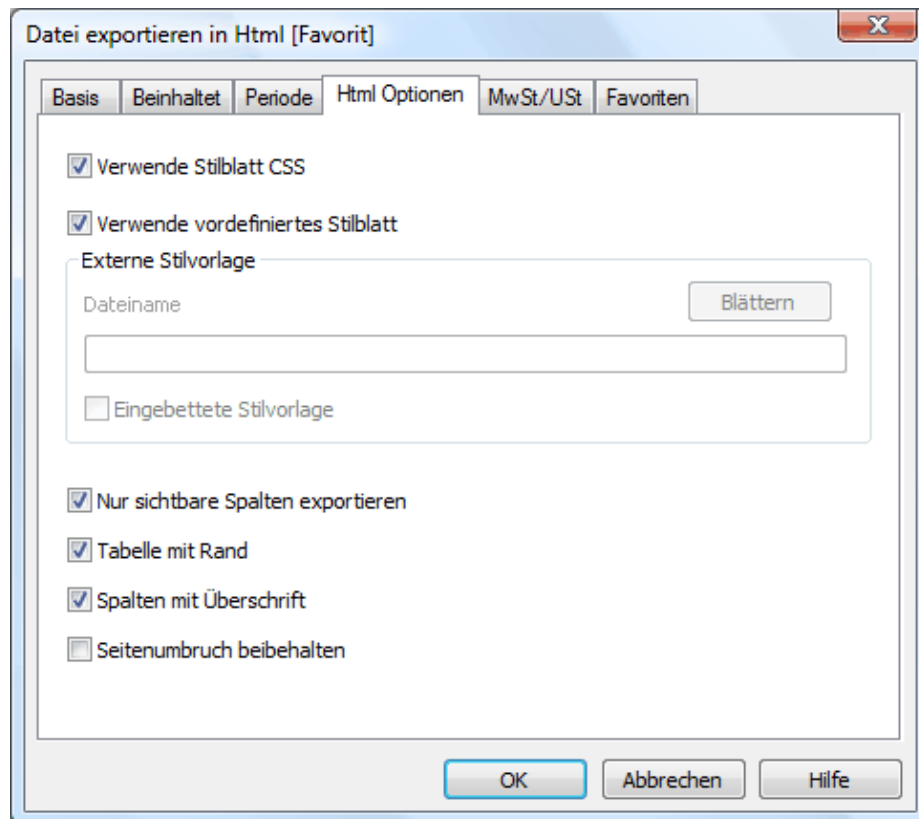 Datei exportieren in Html [Favorit]
Basis Beinhaltet Periode Html Optionen MwSt/USt Favoriten
Verwende Stilblatt CSS
Verwende vordefiniertes Stilblatt
Externe Stilvorlage
Dateiname Blättern
Eingebettete Stilvorlage
Nur sichtbare Spalten exportieren
Tabelle mit Rand
Spalten mit Überschrift
Seitenumbruch beibehalten
OK Abbrechen Hilfe